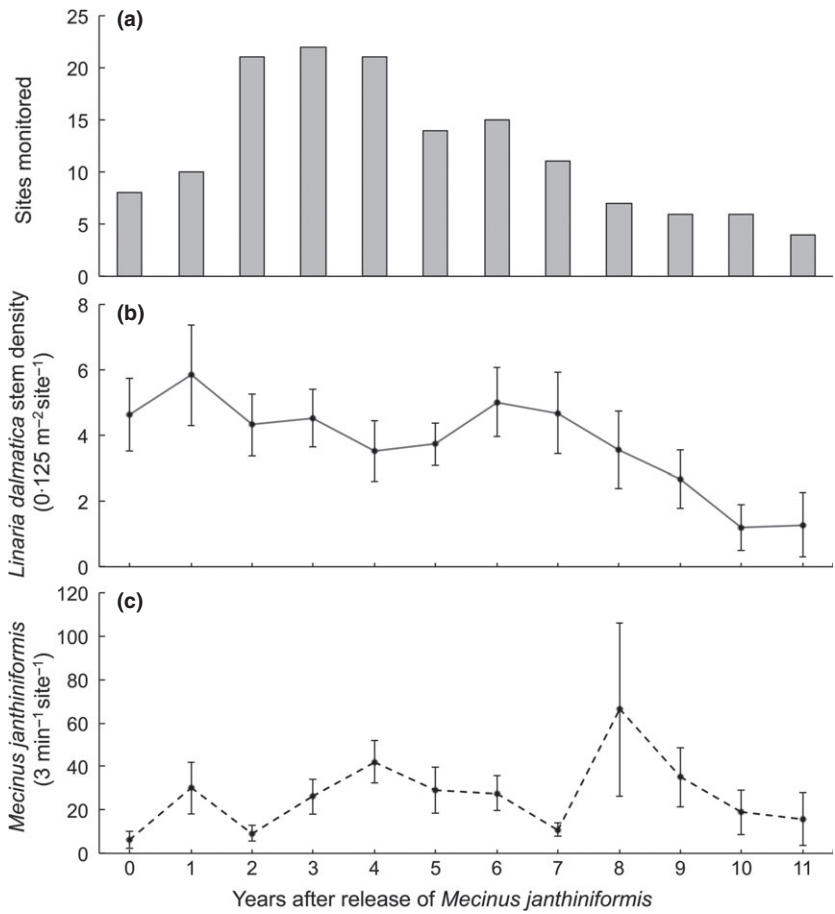 (a)
Sites monitored
25
20
15
10
5
0
(b)
Linaria dalmatica stem density
(0·125 m⁻² site⁻¹)
8
6
4
2
0
(c)
Mecinus janthiniformis
(3 min⁻¹ site⁻¹)
120
100
80
60
40
20
0
0 1 2 3 4 5 6 7 8 9 10 11
Years after release of Mecinus janthiniformis